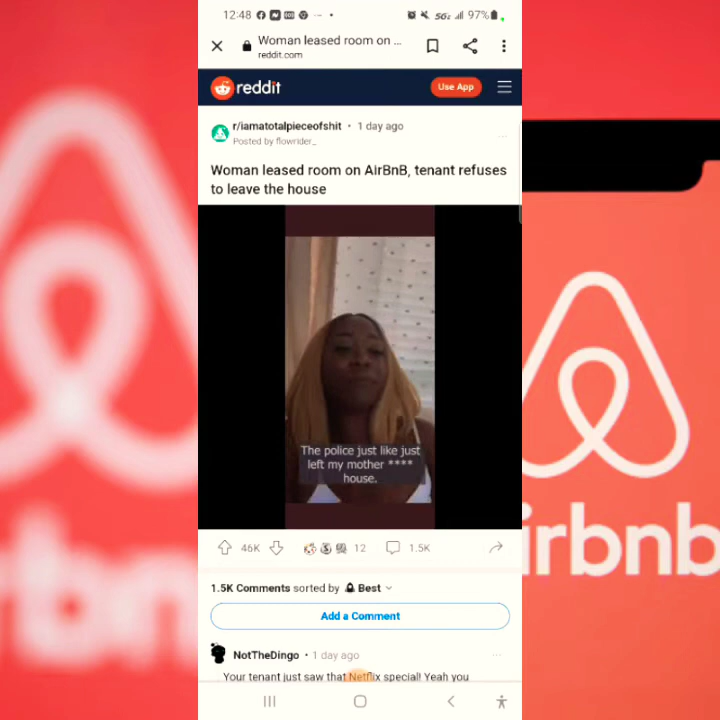 12:48
5G 97%
Woman leased room on ...
reddit.com
reddit
Use App
r/iamatotalpieceofshit • 1 day ago
Posted by flowrider_
Woman leased room on AirBnB, tenant refuses
to leave the house
The police just like just
left my mother ****
house.
46K
12
1.5K
1.5K Comments sorted by Best
Add a Comment
NotTheDingo • 1 day ago
Your tenant just saw that Netflix special! Yeah you
irbnb